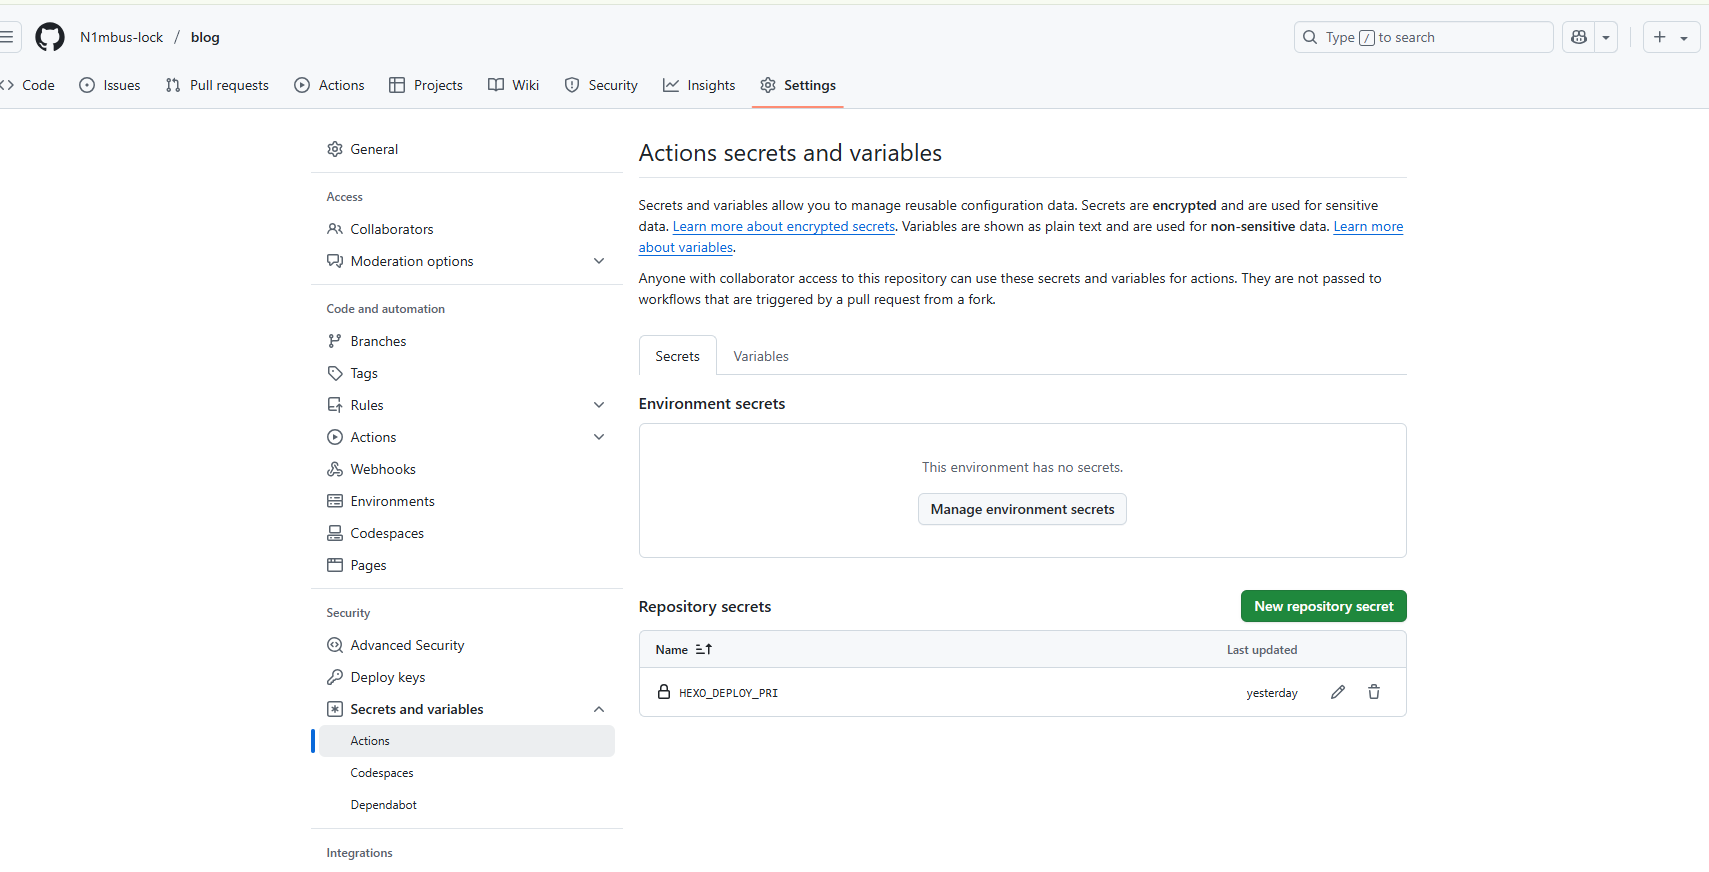 N1mbus-lock / blog
Type / to search
Code Issues Pull requests Actions Projects Wiki Security Insights Settings
General
Access
Collaborators
Moderation options
Code and automation
Branches
Tags
Rules
Actions
Webhooks
Environments
Codespaces
Pages
Security
Advanced Security
Deploy keys
Secrets and variables
Actions
Codespaces
Dependabot
Integrations
Actions secrets and variables
Secrets and variables allow you to manage reusable configuration data. Secrets are encrypted and are used for sensitive
data. Learn more about encrypted secrets. Variables are shown as plain text and are used for non-sensitive data. Learn more
about variables.
Anyone with collaborator access to this repository can use these secrets and variables for actions. They are not passed to
workflows that are triggered by a pull request from a fork.
Secrets Variables
Environment secrets
This environment has no secrets.
Manage environment secrets
Repository secrets
New repository secret
Name Last updated
HEXO_DEPLOY_PRI yesterday